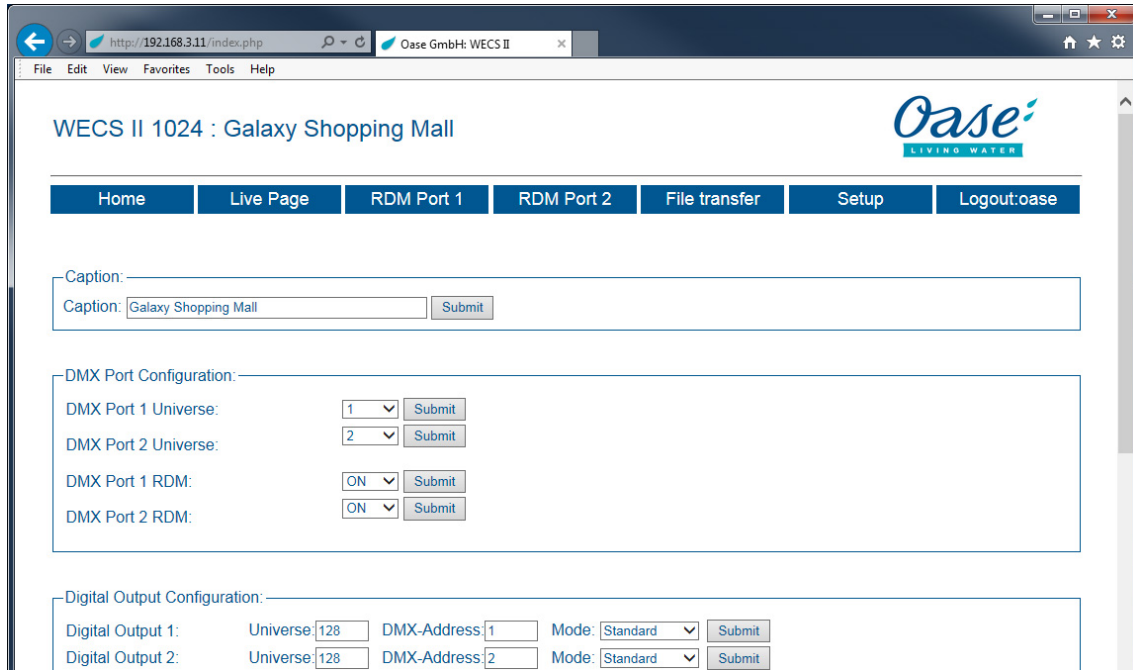 http://192.168.3.11/index.php
Oase GmbH: WECS II
File Edit View Favorites Tools Help
WECS II 1024 : Galaxy Shopping Mall
Oase
LIVING WATER
Home Live Page RDM Port 1 RDM Port 2 File transfer Setup Logout:oase
Caption:
Caption: Galaxy Shopping Mall Submit
DMX Port Configuration:
DMX Port 1 Universe: 1 Submit
DMX Port 2 Universe: 2 Submit
DMX Port 1 RDM: ON Submit
DMX Port 2 RDM: ON Submit
Digital Output Configuration:
Digital Output 1: Universe: 128 DMX-Address: 1 Mode: Standard Submit
Digital Output 2: Universe: 128 DMX-Address: 2 Mode: Standard Submit